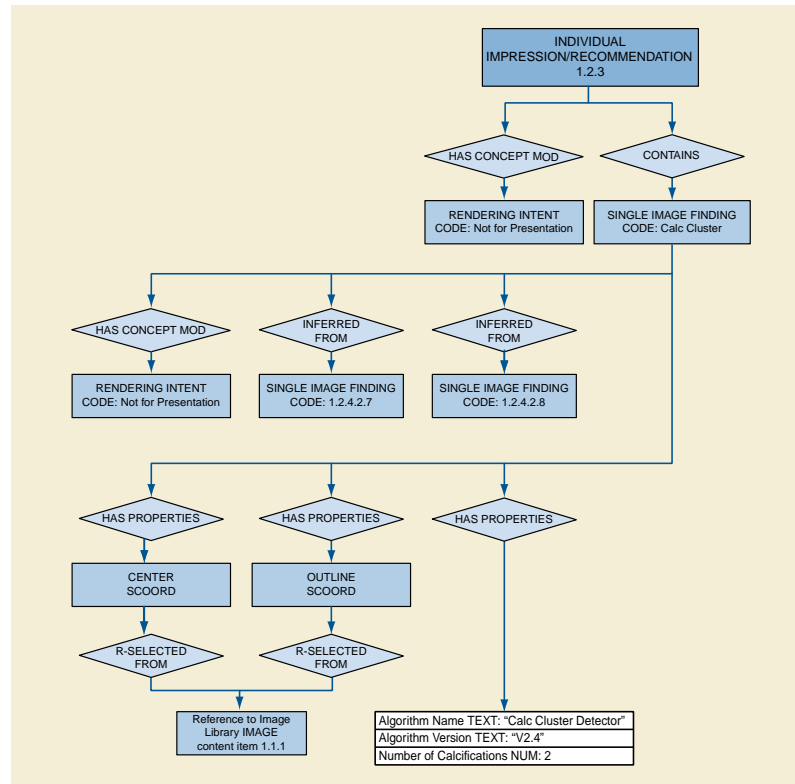 INDIVIDUAL
IMPRESSION/RECOMMENDATION
1.2.3
HAS CONCEPT MOD
CONTAINS
RENDERING INTENT
CODE: Not for Presentation
SINGLE IMAGE FINDING
CODE: Calc Cluster
HAS CONCEPT MOD
INFERRED
FROM
INFERRED
FROM
RENDERING INTENT
CODE: Not for Presentation
SINGLE IMAGE FINDING
CODE: 1.2.4.2.7
SINGLE IMAGE FINDING
CODE: 1.2.4.2.8
HAS PROPERTIES
HAS PROPERTIES
HAS PROPERTIES
CENTER
SCOORD
OUTLINE
SCOORD
R-SELECTED
FROM
R-SELECTED
FROM
Reference to Image
Library IMAGE
content item 1.1.1
Algorithm Name TEXT: “Calc Cluster Detector”
Algorithm Version TEXT: “V2.4”
Number of Calcifications NUM: 2